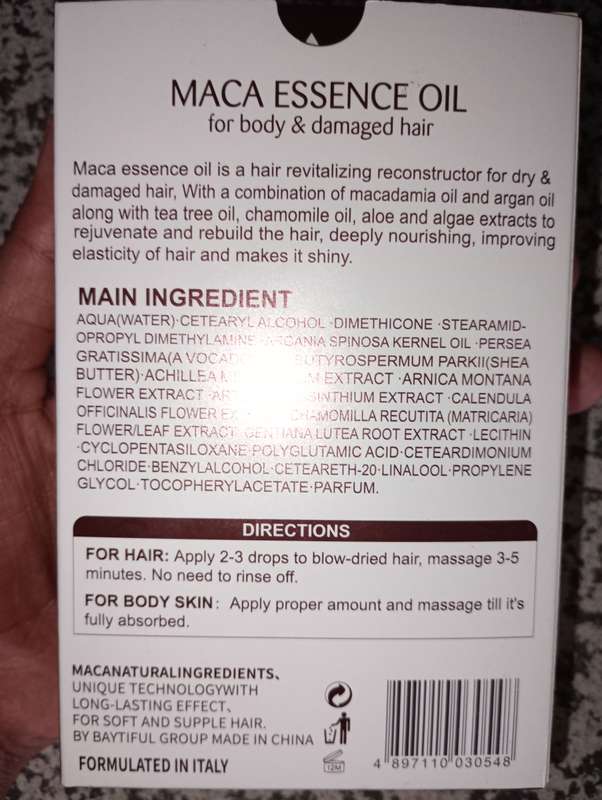 MACA ESSENCE OIL
for body & damaged hair
Maca essence oil is a hair revitalizing reconstructor for dry &
damaged hair, With a combination of macadamia oil and argan oil
along with tea tree oil, chamomile oil, aloe and algae extracts to
rejuvenate and rebuild the hair, deeply nourishing, improving
elasticity of hair and makes it shiny.
MAIN INGREDIENT
AQUA(WATER)·CETEARYL ALCOHOL ·DIMETHICONE ·STEARAMID-
OPROPYL DIMETHYLAMINE SPINOSA KERNEL OIL ·PERSEA
GRATISSIMA(A BUTYROSPERMUM PARKII(SHEA
BUTTER)·ACHILLEA EXTRACT ·ARNICA MONTANA
FLOWER EXTRACT EXTRACT ·CALENDULA
OFFICINALIS FLOWER CHAMOMILLA RECUTITA (MATRICARIA)
FLOWER/LEAF EXTRACT GENTIANA LUTEA ROOT EXTRACT ·LECITHIN
·CYCLOPENTASILOXANE POLYGLUTAMIC ACID·CETEARDIMONIUM
CHLORIDE·BENZYLALCOHOL·CETEARETH-20·LINALOOL·PROPYLENE
GLYCOL·TOCOPHERYLACETATE·PARFUM.
DIRECTIONS
FOR HAIR: Apply 2-3 drops to blow-dried hair, massage 3-5
minutes. No need to rinse off.
FOR BODY SKIN: Apply proper amount and massage till it's
fully absorbed.
MACANATURALINGREDIENTS、
UNIQUE TECHNOLOGYWITH
LONG-LASTING EFFECT、
FOR SOFT AND SUPPLE HAIR.
BY BAYTIFUL GROUP MADE IN CHINA
FORMULATED IN ITALY
12M
4 897110 030548